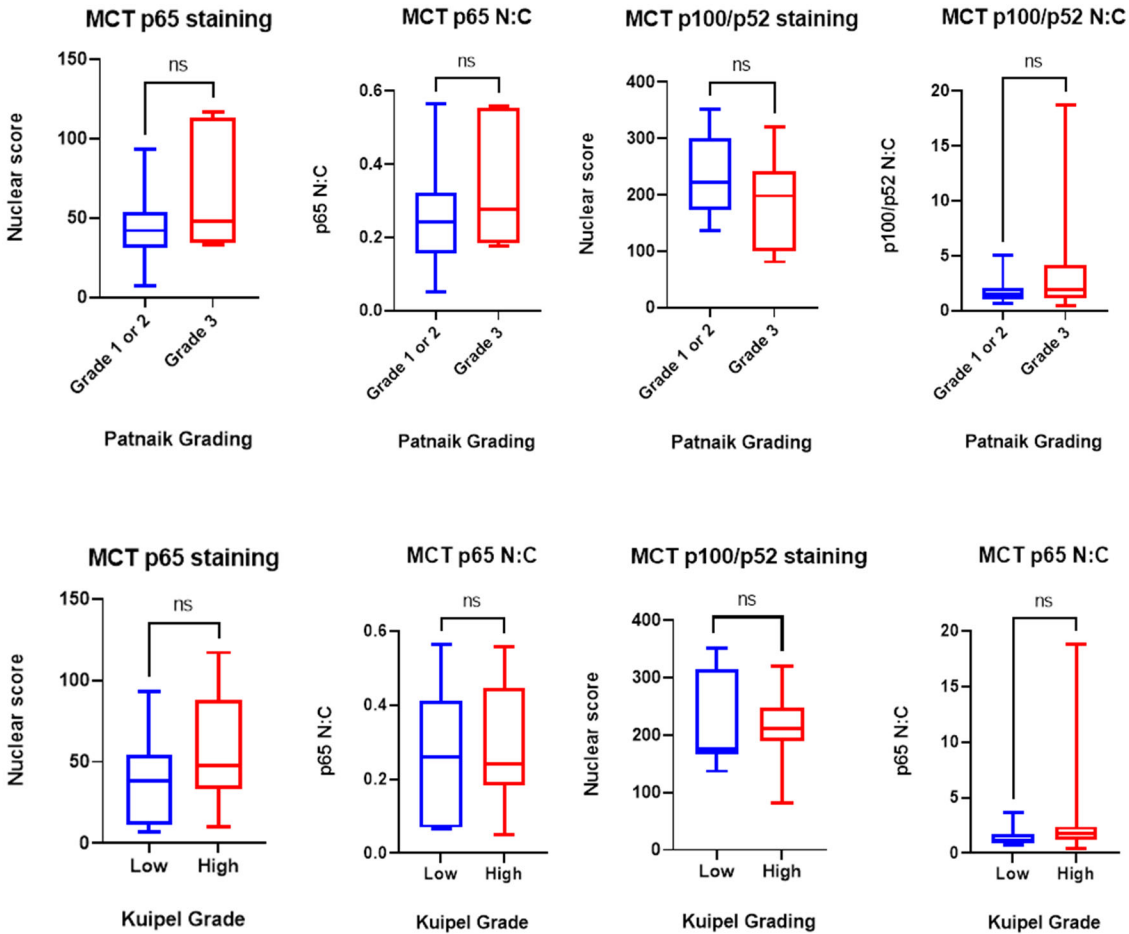 MCT p65 staining
MCT p65 N:C
MCT p100/p52 staining
MCT p100/p52 N:C
Nuclear score
150
100
50
0
ns
Grade 1 or 2
Grade 3
Patnaik Grading
p65 N:C
0.6
0.4
0.2
0.0
ns
Grade 1 or 2
Grade 3
Patnaik Grading
Nuclear score
400
300
200
100
0
ns
Grade 1 or 2
Grade 3
Patnaik Grading
p100/p52 N:C
20
15
10
5
0
ns
Grade 1 or 2
Grade 3
Patnaik Grading
MCT p65 staining
MCT p65 N:C
MCT p100/p52 staining
MCT p65 N:C
Nuclear score
150
100
50
0
ns
Low
High
Kuipel Grade
p65 N:C
0.6
0.4
0.2
0.0
ns
Low
High
Kuipel Grade
Nuclear score
400
300
200
100
0
ns
Low
High
Kuipel Grading
p65 N:C
20
15
10
5
0
ns
Low
High
Kuipel Grade